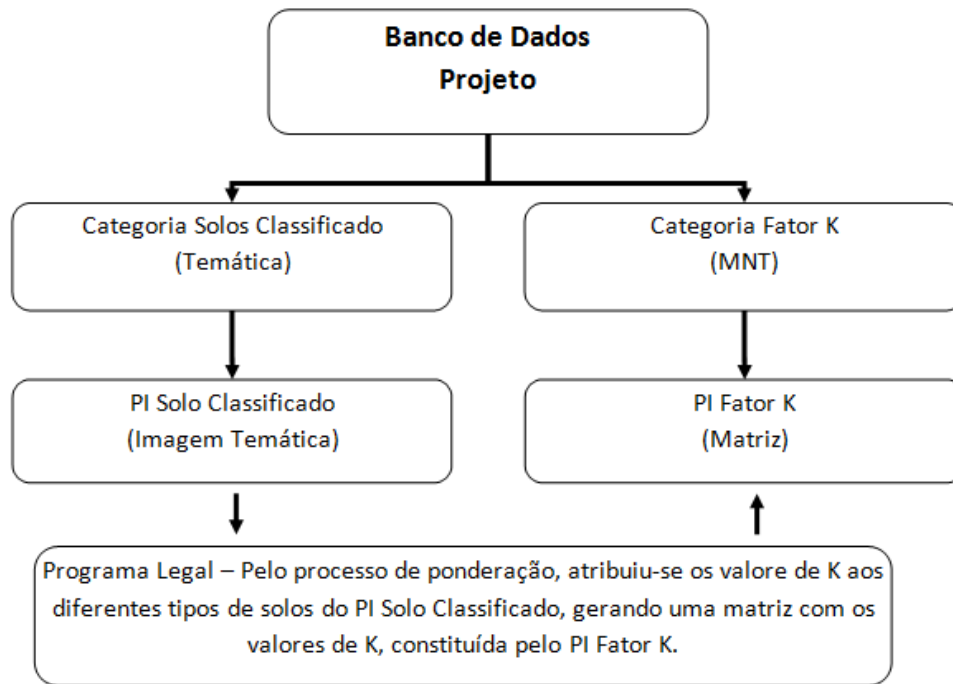 Banco de Dados
Projeto
Categoria Solos Classificado
(Temática)
Categoria Fator K
(MNT)
PI Solo Classificado
(Imagem Temática)
PI Fator K
(Matriz)
Programa Legal – Pelo processo de ponderação, atribuiu-se os valore de K aos
diferentes tipos de solos do PI Solo Classificado, gerando uma matriz com os
valores de K, constituída pelo PI Fator K.